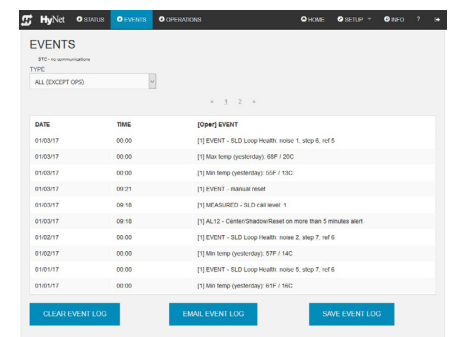 HyNet STATUS EVENTS OPERATIONS HOME SETUP INFO ?
EVENTS
STC - no communications
TYPE
ALL (EXCEPT OPS)
« 1 2 »
DATE TIME [Oper] EVENT
01/03/17 00:00 [1] EVENT - SLD Loop Health: noise 1, step 6, ref 5
01/03/17 00:00 [1] Max temp (yesterday): 68F / 20C
01/03/17 00:00 [1] Min temp (yesterday): 55F / 13C
01/03/17 09:21 [1] EVENT - manual reset
01/03/17 09:18 [1] MEASURED - SLD call level: 1
01/03/17 09:18 [1] AL12 - Center/Shadow/Reset on more than 5 minutes alert
01/02/17 00:00 [1] EVENT - SLD Loop Health: noise 2, step 7, ref 6
01/02/17 00:00 [1] Min temp (yesterday): 57F / 14C
01/01/17 00:00 [1] EVENT - SLD Loop Health: noise 5, step 7, ref 6
01/01/17 00:00 [1] Min temp (yesterday): 61F / 16C
CLEAR EVENT LOG EMAIL EVENT LOG SAVE EVENT LOG